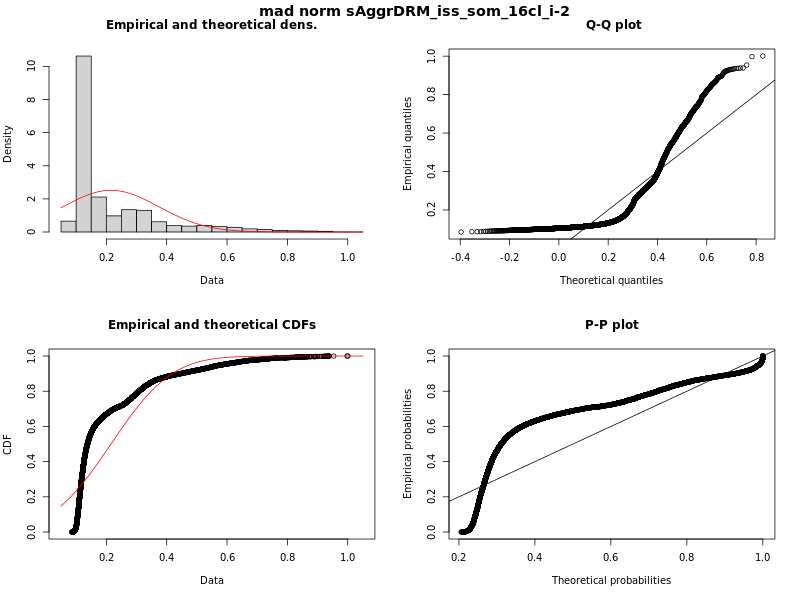 mad norm sAggrDRM_iss_som_16cl_i-2
Empirical and theoretical dens.
Density
0 2 4 6 8 10
0.2 0.4 0.6 0.8 1.0
Data
Q-Q plot
Empirical quantiles
0.2 0.4 0.6 0.8 1.0
-0.4 -0.2 0.0 0.2 0.4 0.6 0.8
Theoretical quantiles
Empirical and theoretical CDFs
CDF
0.0 0.2 0.4 0.6 0.8 1.0
0.2 0.4 0.6 0.8 1.0
Data
P-P plot
Empirical probabilities
0.0 0.2 0.4 0.6 0.8 1.0
0.2 0.4 0.6 0.8 1.0
Theoretical probabilities